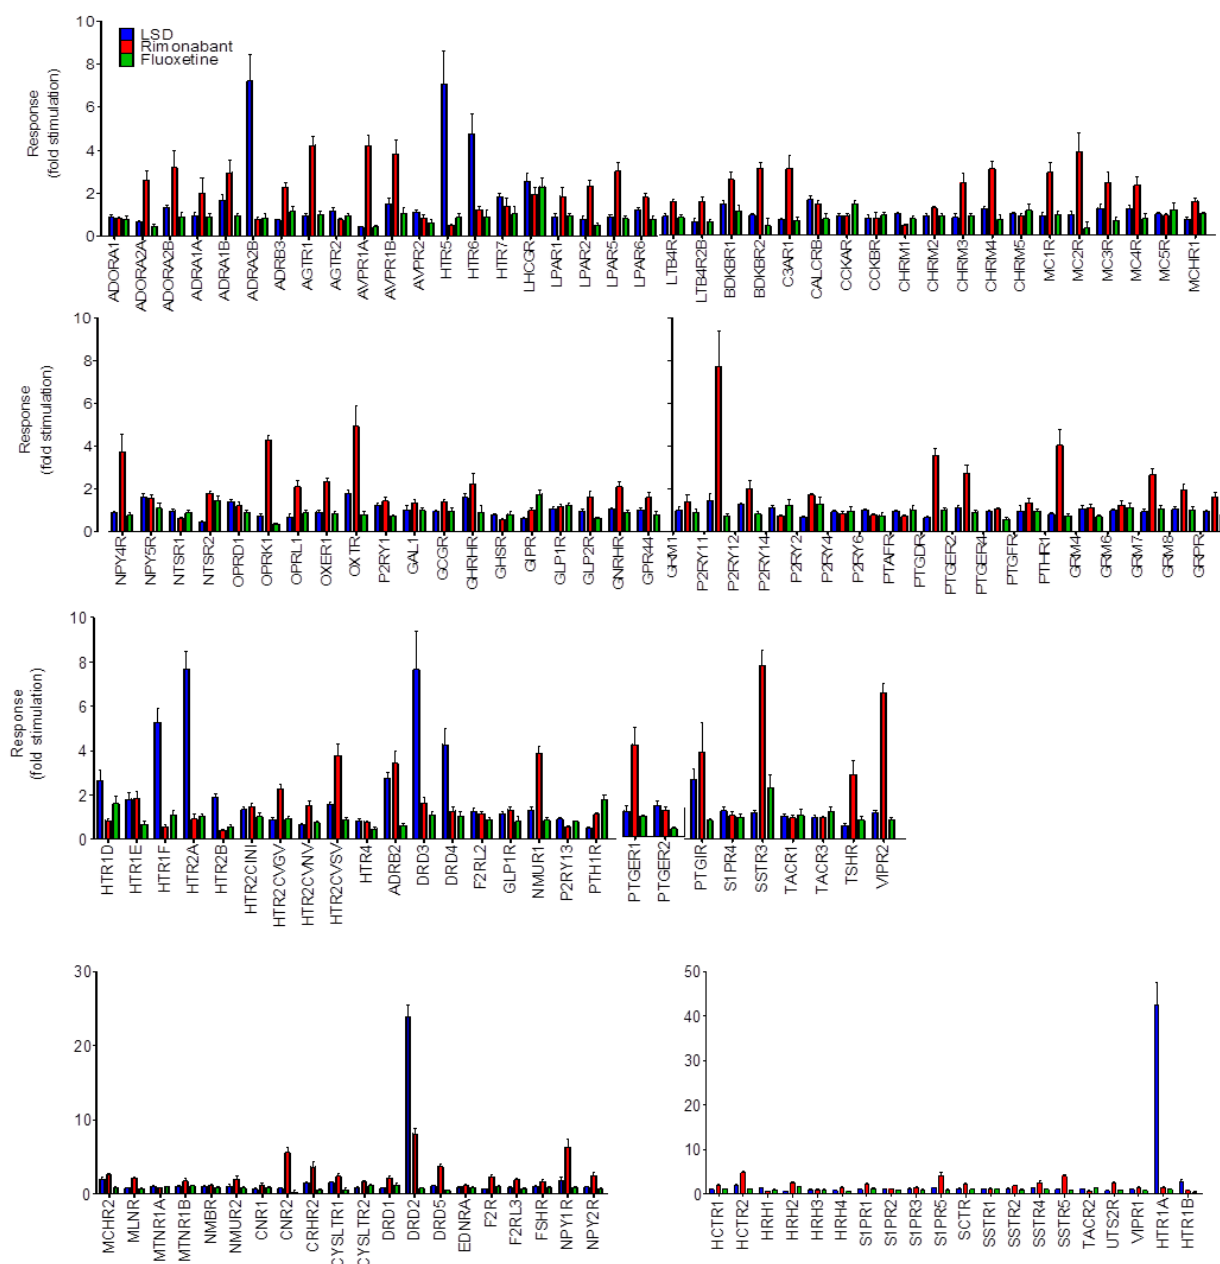 10
8
6
4
2
0
Response
(fold stimulation)
LSD
Rimonabant
Fluoxetine
ADORA1
ADORA2A
ADORA2B
ADRA1A
ADRA1B
ADRA2B
ADRB3
AGTR1
AGTR2
AVPR1A
AVPR1B
AVPR2
HTR5
HTR6
HTR7
LHCGR
LPAR1
LPAR2
LPAR5
LPAR6
LTB4R
LTB4R2B
BDKBR1
BDKBR2
C3AR1
CALCRB
CCKAR
CCKBR
CHRM1
CHRM2
CHRM3
CHRM4
CHRM5
MC1R
MC2R
MC3R
MC4R
MC5R
MCHR1
10
8
6
4
2
0
Response
(fold stimulation)
NPY4R
NPY5R
NTSR1
NTSR2
OPRD1
OPRK1
OPRL1
OXER1
OXTR
P2RY1
GAL1
GCGR
GHRHR
GHSR
GIPR
GLP1R
GLP2R
GNRHR
GPR44
GRM1
P2RY11
P2RY12
P2RY14
P2RY2
P2RY4
P2RY6
PTAFR
PTGDR
PTGER2
PTGER4
PTGFR
PTHR1
GRM4
GRM6
GRM7
GRM8
GRPR
10
8
6
4
2
0
Response
(fold stimulation)
HTR1D
HTR1E
HTR1F
HTR2A
HTR2B
HTR2CINI
HTR2CVGV
HTR2CVNV
HTR2CVSV
HTR4
ADRB2
DRD3
DRD4
F2RL2
GLP1R
NMUR1
P2RY13
PTH1R
PTGER1
PTGER2
PTGIR
S1PR4
SSTR3
TACR1
TACR3
TSHR
VIPR2
30
20
10
0
MCHR2
MLNR
MTNR1A
MTNR1B
NMBR
NMUR2
CNR1
CNR2
CRHR2
CYSLTR1
CYSLTR2
DRD1
DRD2
DRD5
EDNRA
F2R
F2RL3
FSHR
NPY1R
NPY2R
50
40
30
20
10
0
HCTR1
HCTR2
HRH1
HRH2
HRH3
HRH4
S1PR1
S1PR2
S1PR3
S1PR5
SCTR
SSTR1
SSTR2
SSTR4
SSTR5
TACR2
UTS2R
VIPR1
HTR1A
HTR1B